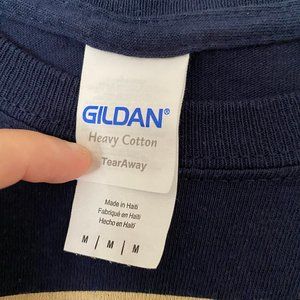 GILDAN®
Heavy Cotton
TearAway
Made in Haiti
Fabriqué en Haïti
Hecho en Haiti
M | M | M